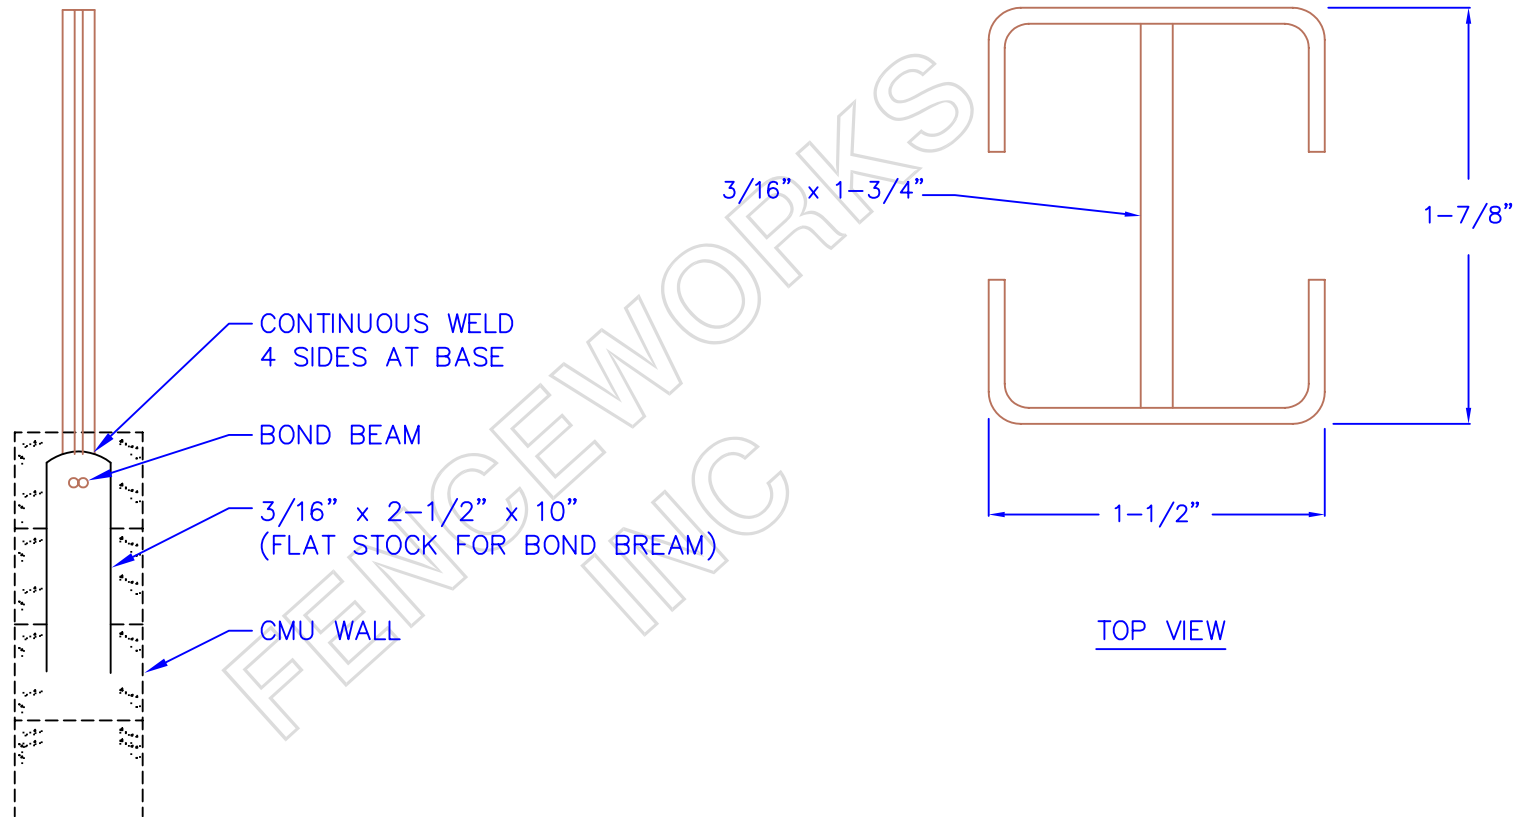 CONTINUOUS WELD
4 SIDES AT BASE
BOND BEAM
3/16” x 2-1/2” x 10”
(FLAT STOCK FOR BOND BREAM)
CMU WALL
3/16” x 1-3/4”
1-7/8”
1-1/2”
TOP VIEW
FENCEWORKS
INC